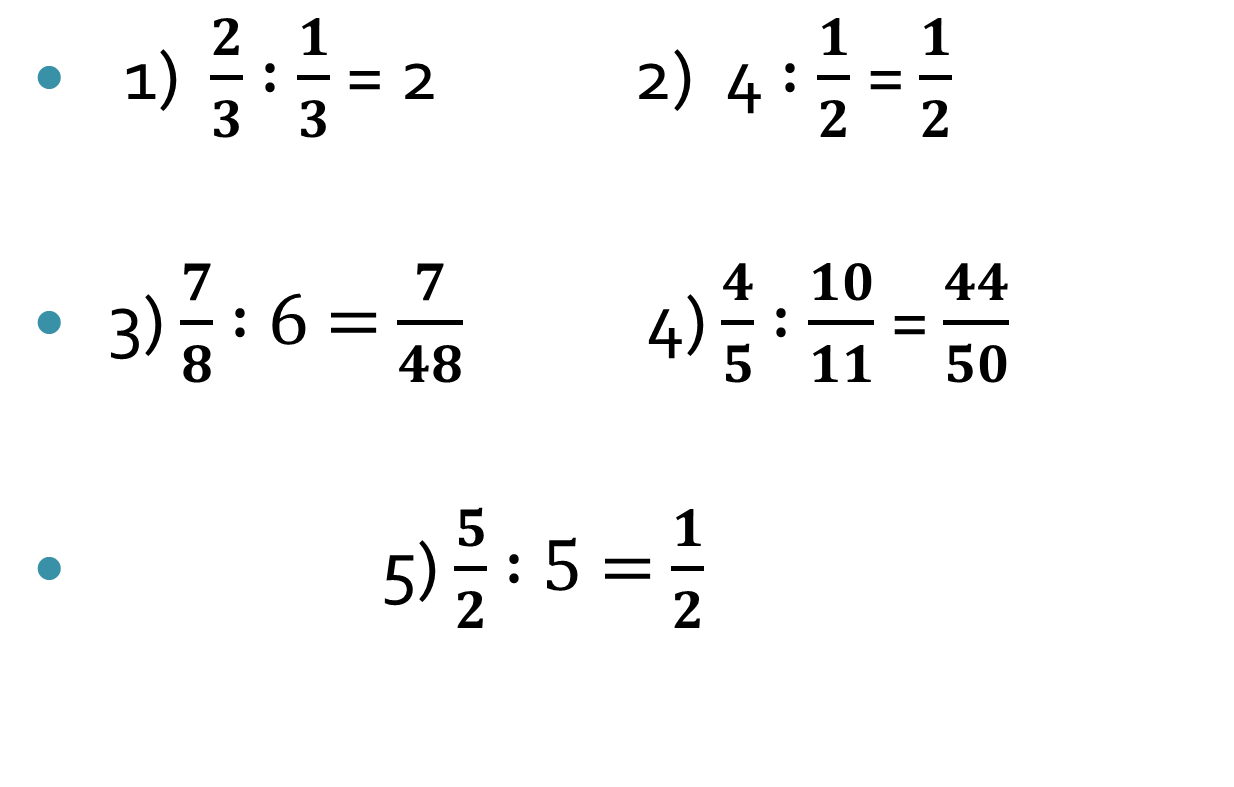 • 1) 2/3 : 1/3 = 2 2) 4 : 1/2 = 1/2
• 3) 7/8 : 6 = 7/48 4) 4/5 : 10/11 = 44/50
• 5) 5/2 : 5 = 1/2